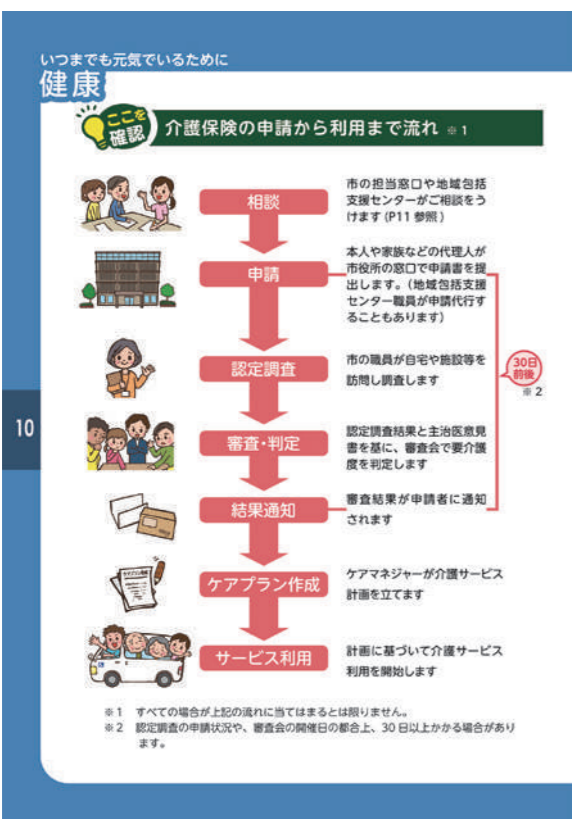 いつまでも元気でいるために
健康
ここを
確認
介護保険の申請から利用まで流れ ※1
相談
市の担当窓口や地域包括
支援センターがご相談をう
けます(P11 参照)
申請
本人や家族などの代理人が
市役所の窓口で申請書を提
出します。(地域包括支援
センター職員が申請代行す
ることもあります)
認定調査
市の職員が自宅や施設等を
訪問し調査します
30日
前後
※2
10
審査・判定
認定調査結果と主治医意見
書を基に、審査会で要介護
度を判定します
結果通知
審査結果が申請者に通知
されます
ケアプラン作成
ケアマネジャーが介護サービス
計画を立てます
サービス利用
計画に基づいて介護サービス
利用を開始します
※1 すべての場合が上記の流れに当てはまるとは限りません。
※2 認定調査の申請状況や、審査会の開催日の都合上、30日以上かかる場合があり
ます。